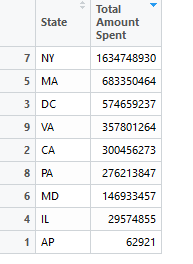 State Total Amount Spent
7 NY 1634748930
5 MA 683350464
3 DC 574659237
9 VA 357801264
2 CA 300456273
8 PA 276213847
6 MD 146933457
4 IL 29574855
1 AP 62921